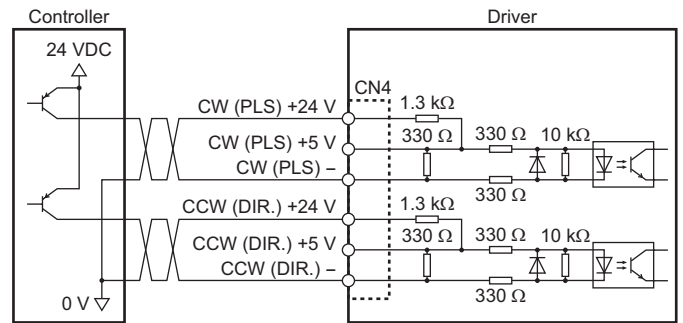 Controller
Driver
24 VDC
CN4
CW (PLS) +24 V
1.3 kΩ
CW (PLS) +5 V
330 Ω
330 Ω
10 kΩ
CW (PLS) –
330 Ω
CCW (DIR.) +24 V
1.3 kΩ
CCW (DIR.) +5 V
330 Ω
330 Ω
10 kΩ
CCW (DIR.) –
330 Ω
0 V